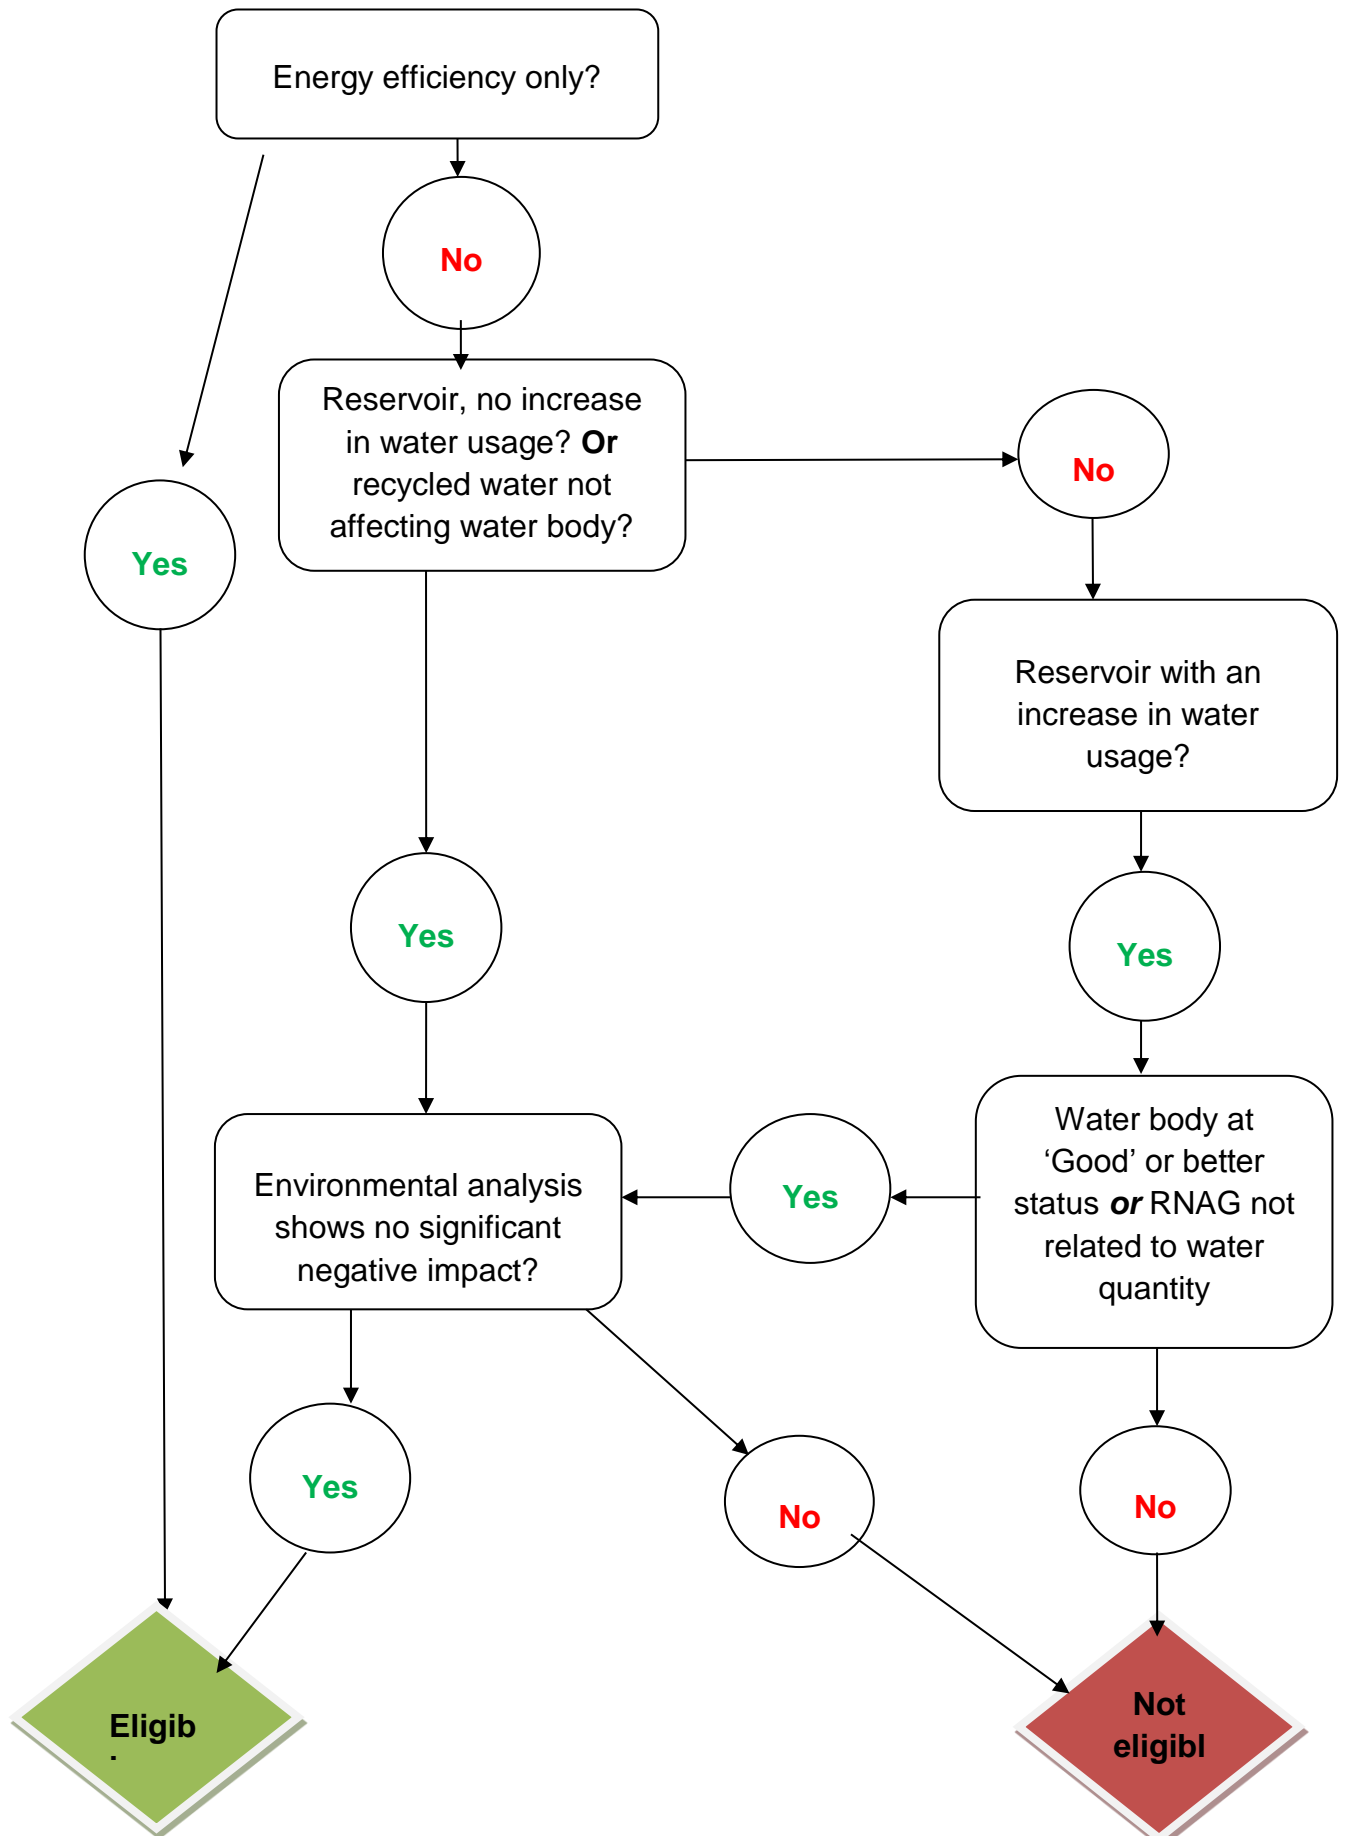 Energy efficiency only?
No
Reservoir, no increase
in water usage? Or
recycled water not
affecting water body?
No
Yes
Reservoir with an
increase in water
usage?
Yes
Yes
Water body at
‘Good’ or better
status or RNAG not
related to water
quantity
Yes
Environmental analysis
shows no significant
negative impact?
Yes
No
No
Eligib
Not
eligibl